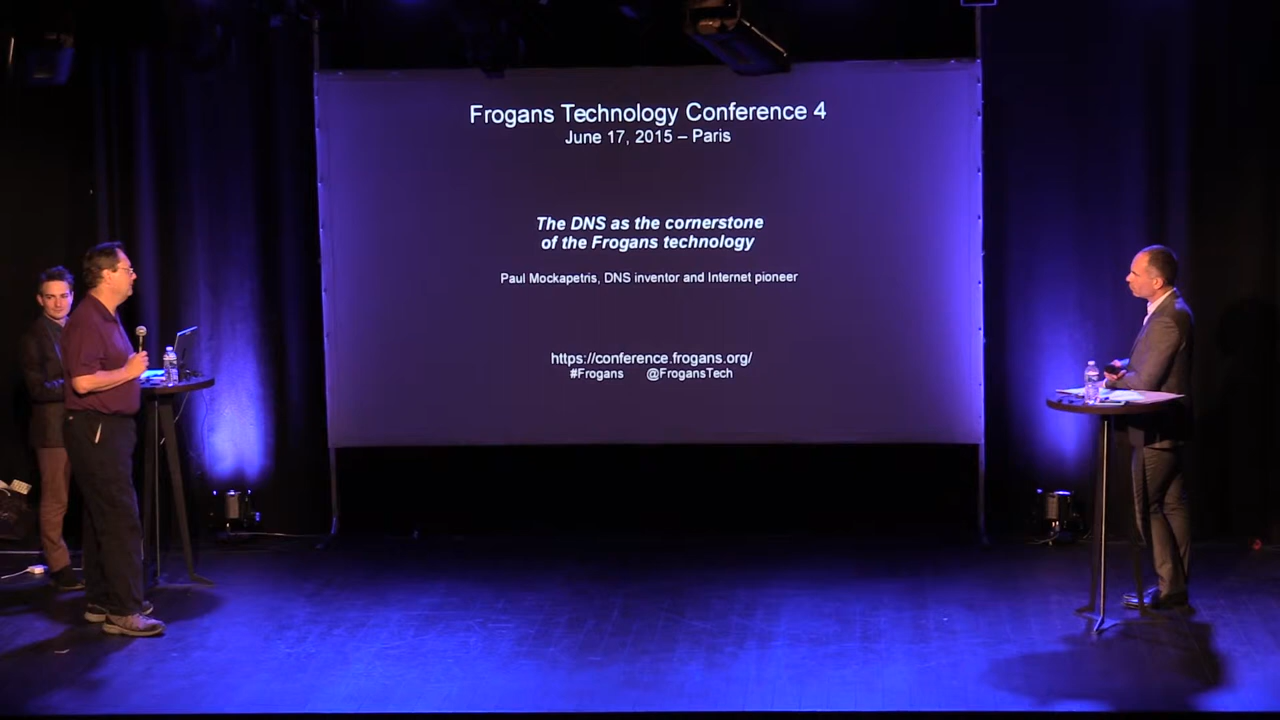 Frogans Technology Conference 4
June 17, 2015 – Paris
The DNS as the cornerstone
of the Frogans technology
Paul Mockapetris, DNS inventor and Internet pioneer
https://conference.frogans.org/
#Frogans @FrogansTech